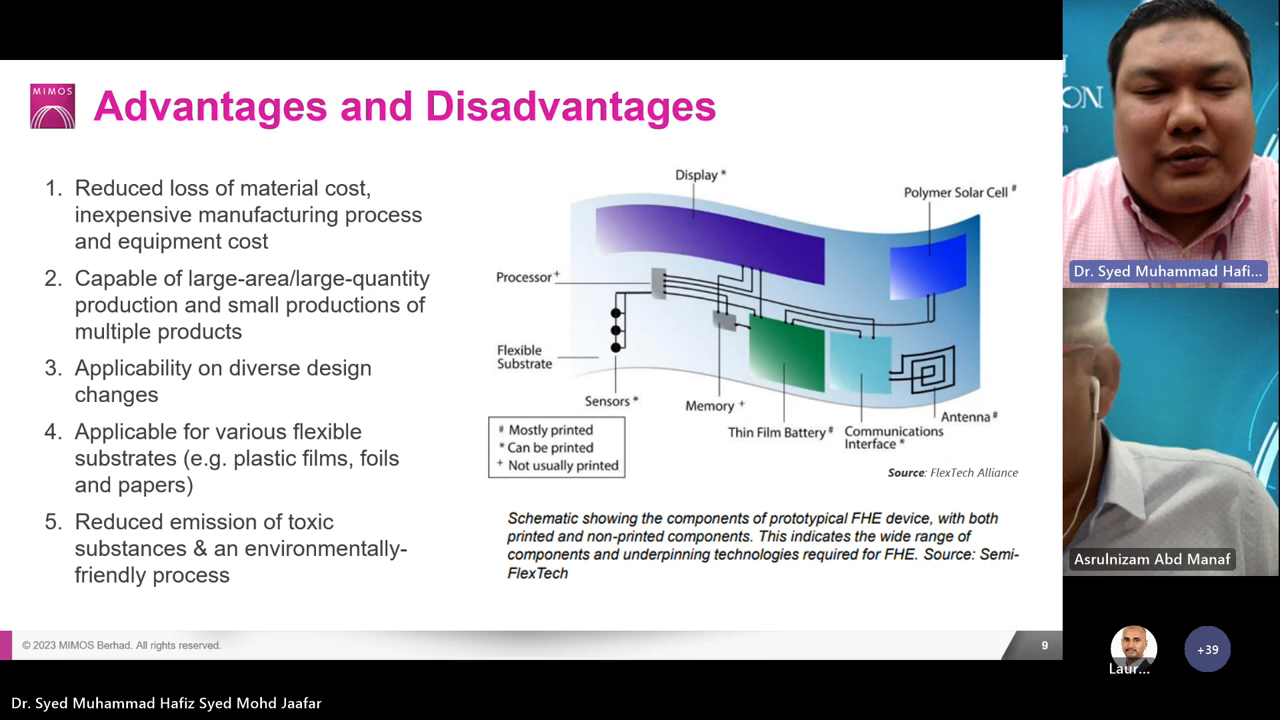 MIMOS
Advantages and Disadvantages
1. Reduced loss of material cost,
inexpensive manufacturing process
and equipment cost
2. Capable of large-area/large-quantity
production and small productions of
multiple products
3. Applicability on diverse design
changes
4. Applicable for various flexible
substrates (e.g. plastic films, foils
and papers)
5. Reduced emission of toxic
substances & an environmentally-
friendly process
Display *
Polymer Solar Cell #
Processor +
Flexible
Substrate
Sensors *
Memory +
Thin Film Battery #
Communications
Interface *
Antenna #
# Mostly printed
* Can be printed
+ Not usually printed
Source: FlexTech Alliance
Schematic showing the components of prototypical FHE device, with both
printed and non-printed components. This indicates the wide range of
components and underpinning technologies required for FHE. Source: Semi-
FlexTech
© 2023 MIMOS Berhad. All rights reserved.
9
Dr. Syed Muhammad Hafi...
Asrulnizam Abd Manaf
Laur...
+39
Dr. Syed Muhammad Hafiz Syed Mohd Jaafar